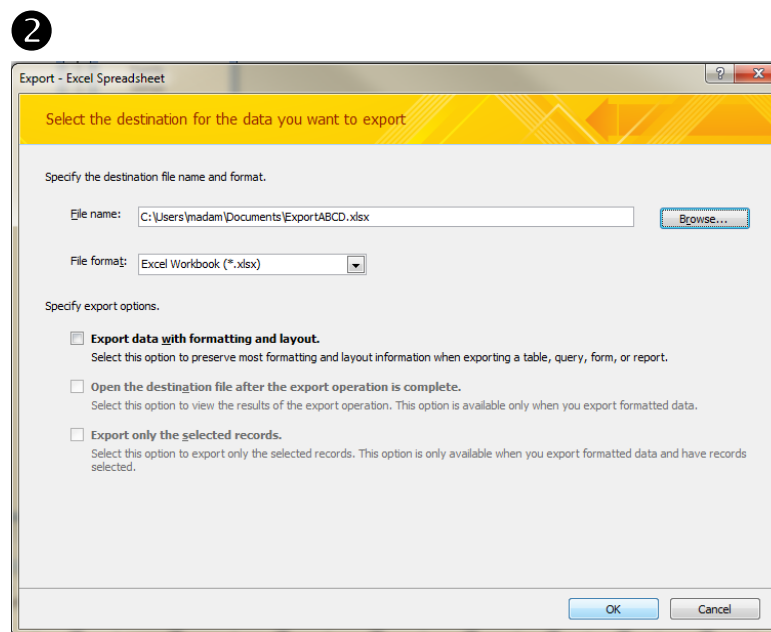 2
Export - Excel Spreadsheet
Select the destination for the data you want to export
Specify the destination file name and format.
File name: C:\Users\madam\Documents\ExportABCD.xlsx Browse...
File format: Excel Workbook (*.xlsx)
Specify export options.
Export data with formatting and layout.
Select this option to preserve most formatting and layout information when exporting a table, query, form, or report.
Open the destination file after the export operation is complete.
Select this option to view the results of the export operation. This option is available only when you export formatted data.
Export only the selected records.
Select this option to export only the selected records. This option is only available when you export formatted data and have records
selected.
OK Cancel